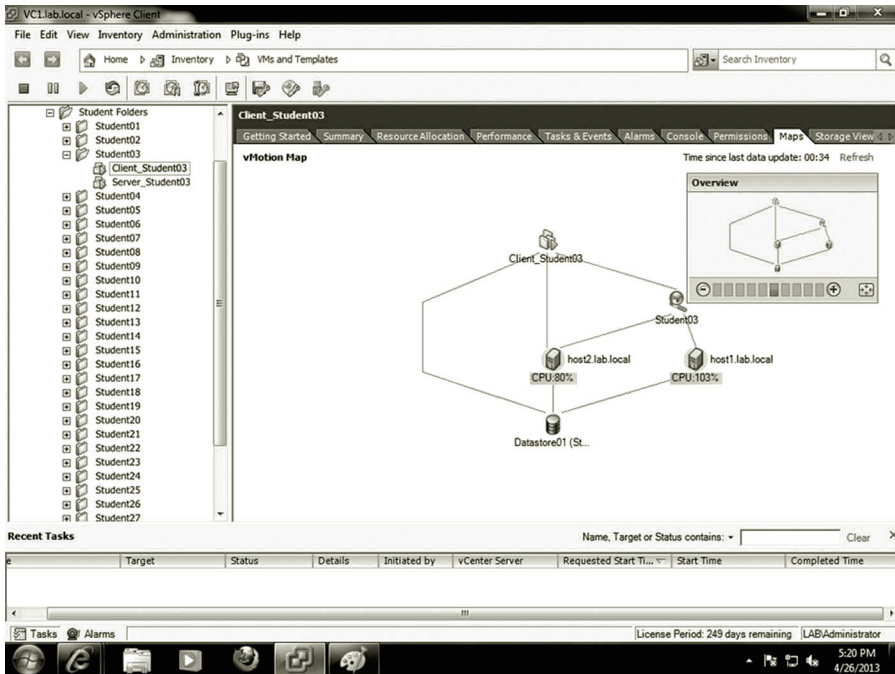 VC1.lab.local - vSphere Client
File Edit View Inventory Administration Plug-ins Help
Home Inventory VMs and Templates
Search Inventory
Student Folders
Student01
Student02
Student03
Client_Student03
Server_Student03
Student04
Student05
Student06
Student07
Student08
Student09
Student10
Student11
Student12
Student13
Student14
Student15
Student16
Student17
Student18
Student19
Student20
Student21
Student22
Student23
Student24
Student25
Student26
Student27
Client_Student03
Getting Started Summary Resource Allocation Performance Tasks & Events Alarms Console Permissions Maps Storage View
vMotion Map
Time since last data update: 00:34 Refresh
Overview
Client_Student03
Student03
host2.lab.local
host1.lab.local
CPU:80%
CPU:103%
Datastore01 (St...
Recent Tasks
Name, Target or Status contains:
Clear
e Target Status Details Initiated by vCenter Server Requested Start Ti... Start Time Completed Time
Tasks Alarms
License Period: 249 days remaining LAB\Administrator
5:20 PM
4/26/2013